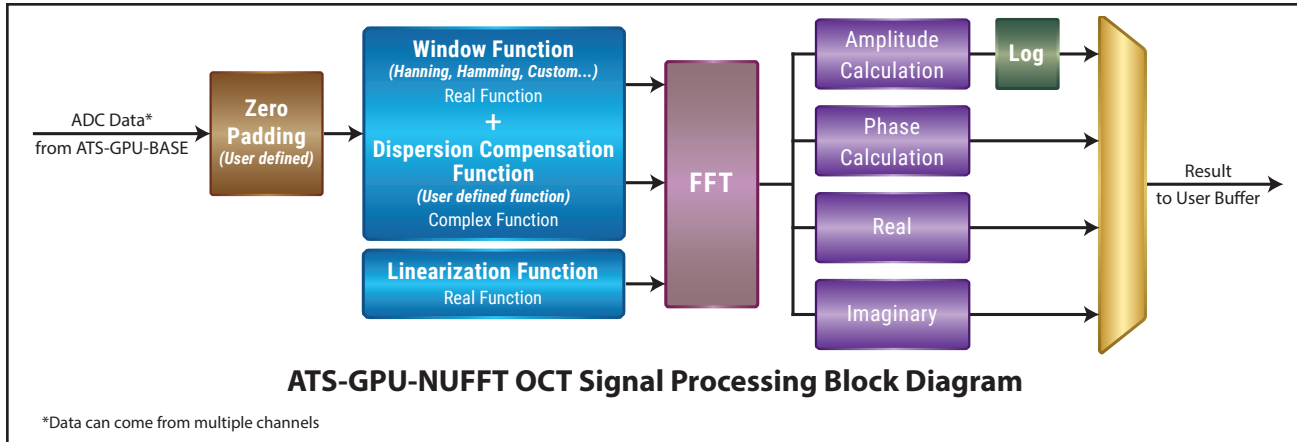 ADC Data*
from ATS-GPU-BASE
Zero
Padding
(User defined)
Window Function
(Hanning, Hamming, Custom...)
Real Function
+
Dispersion Compensation
Function
(User defined function)
Complex Function
Linearization Function
Real Function
FFT
Amplitude
Calculation
Log
Phase
Calculation
Real
Imaginary
Result
to User Buffer
ATS-GPU-NUFFT OCT Signal Processing Block Diagram
*Data can come from multiple channels